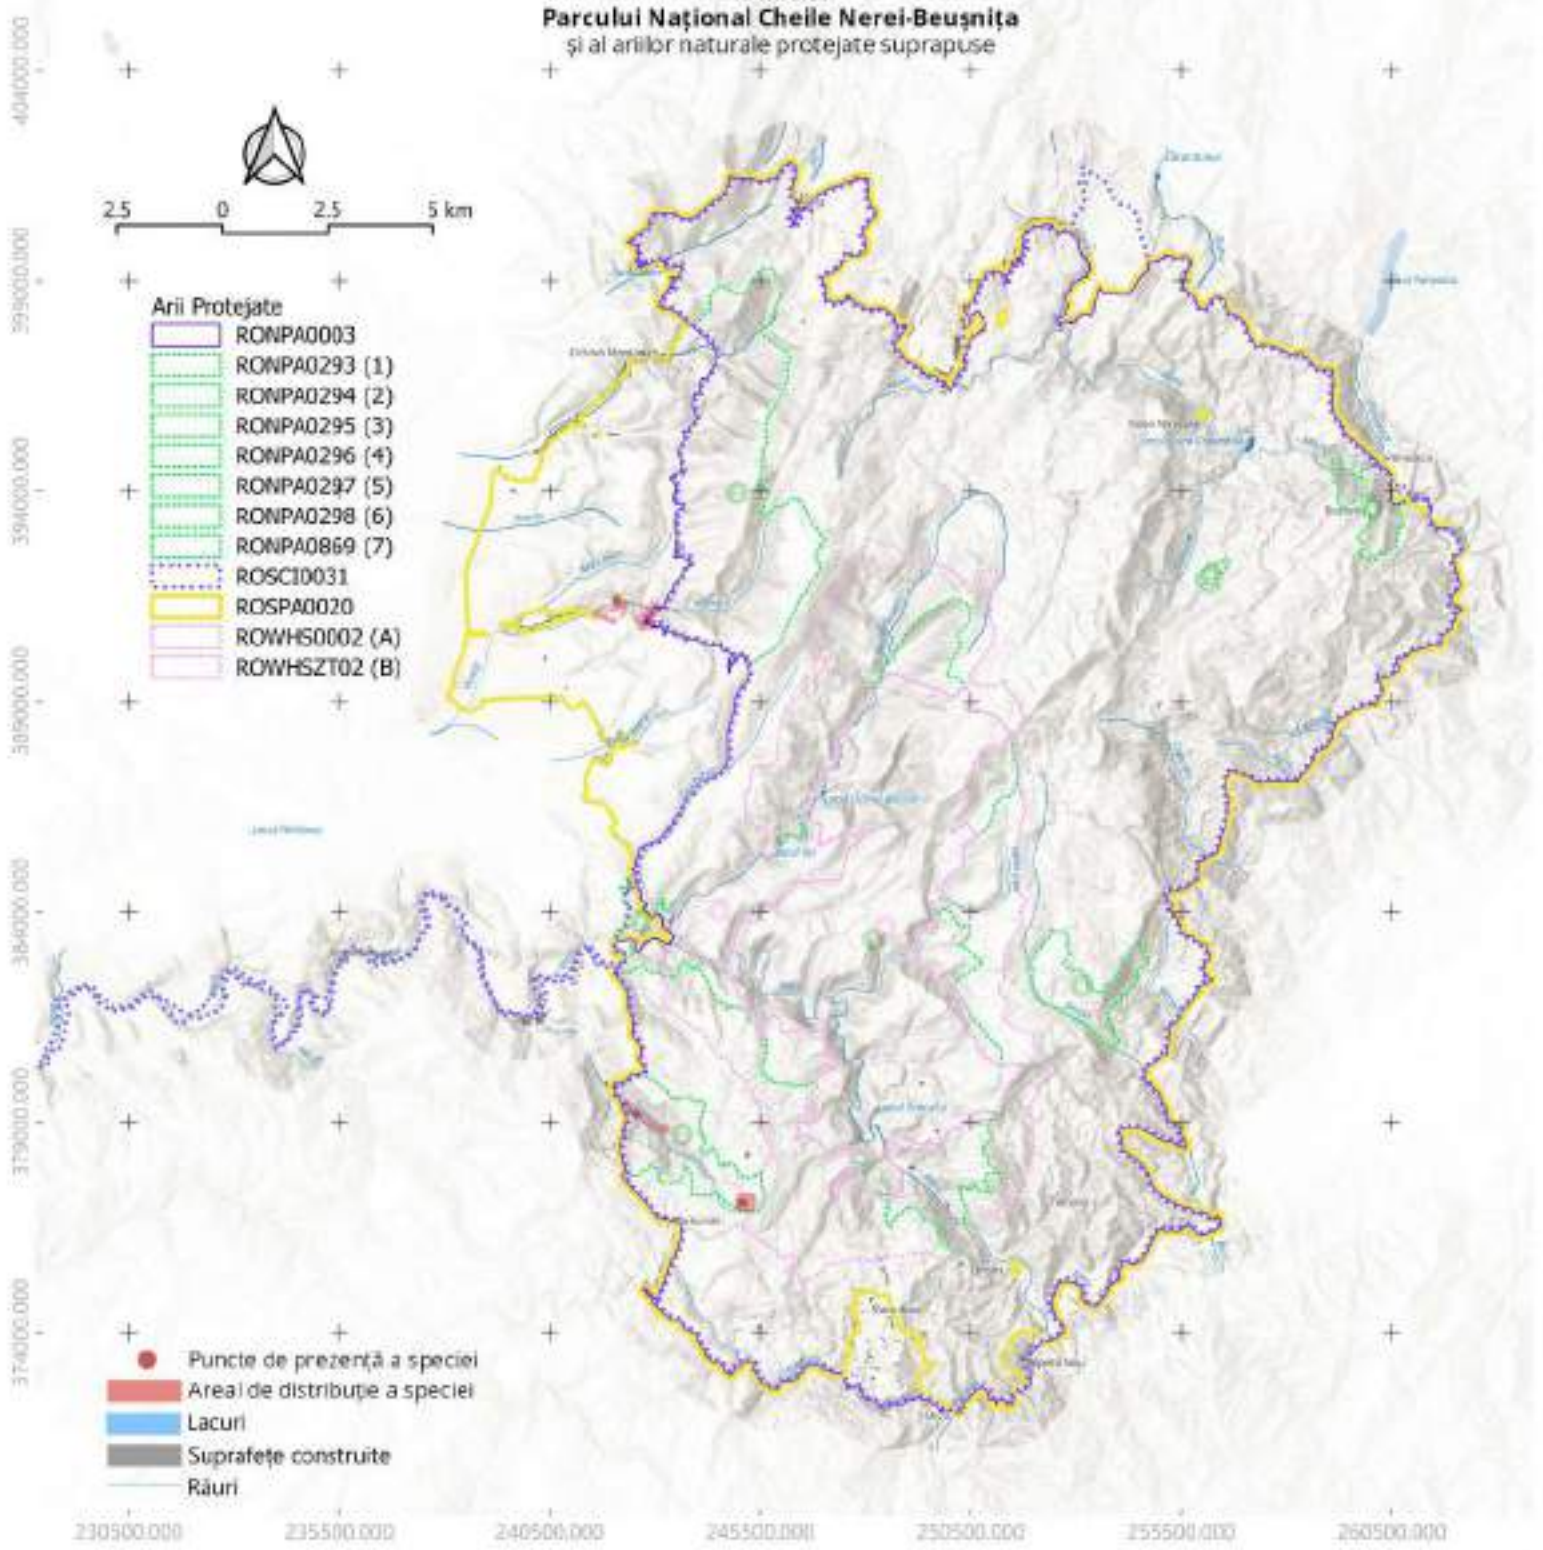 Parcului Național Cheile Nerei-Beușnița
și al ariilor naturale protejate suprapuse
404000.000
399000.000
394000.000
389000.000
384000.000
379000.000
374000.000
2.5 0 2.5 5 km
Arii Protejate
RONPA0003
RONPA0293 (1)
RONPA0294 (2)
RONPA0295 (3)
RONPA0296 (4)
RONPA0297 (5)
RONPA0298 (6)
RONPA0869 (7)
ROSCI0031
ROSPA0020
ROWHS0002 (A)
ROWHSZT02 (B)
Puncte de prezență a speciei
Areal de distribuție a speciei
Lacuri
Suprafețe construite
Râuri
230500.000 235500.000 240500.000 245500.000 250500.000 255500.000 260500.000